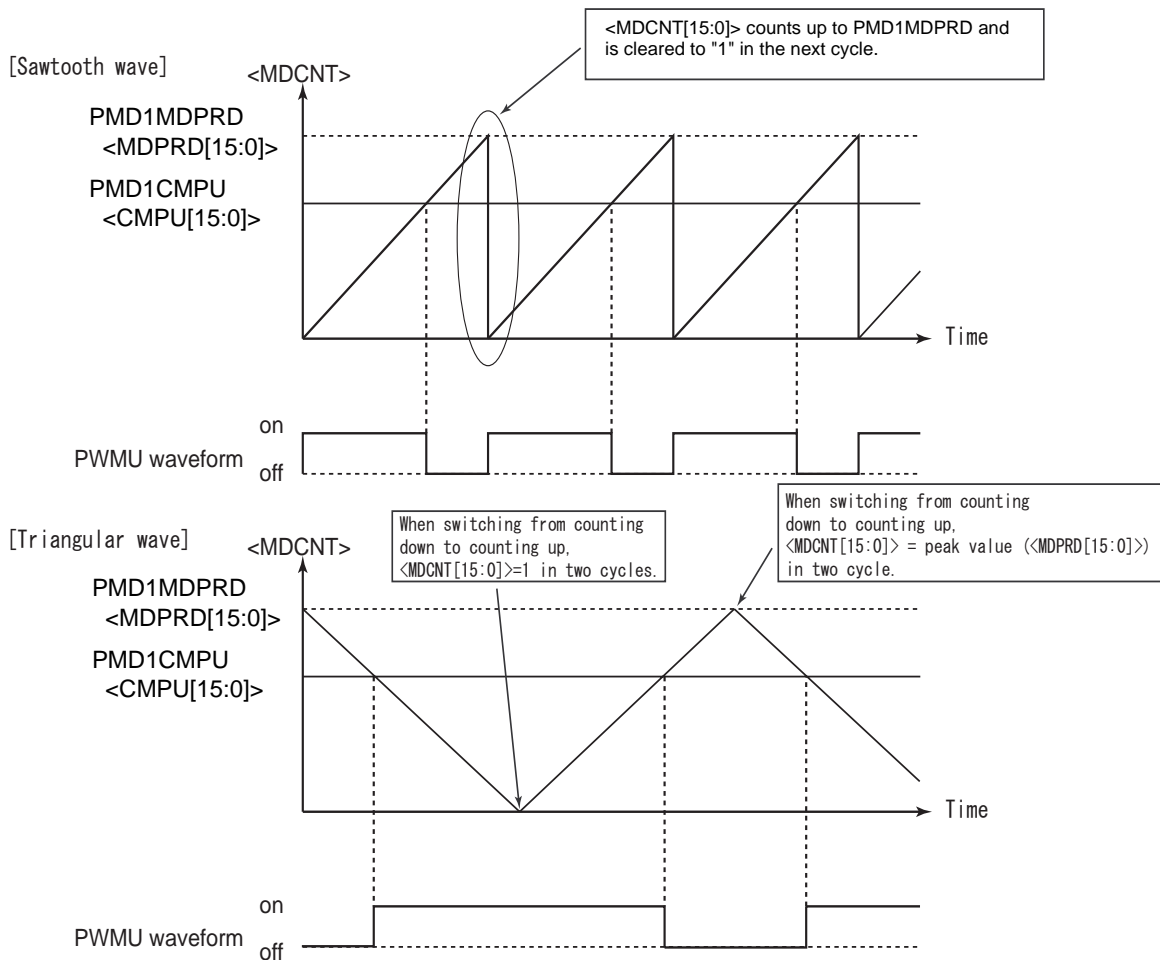 <MDCNT[15:0]> counts up to PMD1MDPRD and
is cleared to "1" in the next cycle.
[Sawtooth wave]
<MDCNT>
PMD1MDPRD
<MDPRD[15:0]>
PMD1CMPU
<CMPU[15:0]>
Time
on
PWMU waveform
off
[Triangular wave]
<MDCNT>
When switching from counting
down to counting up,
<MDCNT[15:0]>=1 in two cycles.
When switching from counting
down to counting up,
<MDCNT[15:0]> = peak value (<MDPRD[15:0]>)
in two cycle.
PMD1MDPRD
<MDPRD[15:0]>
PMD1CMPU
<CMPU[15:0]>
Time
on
PWMU waveform
off